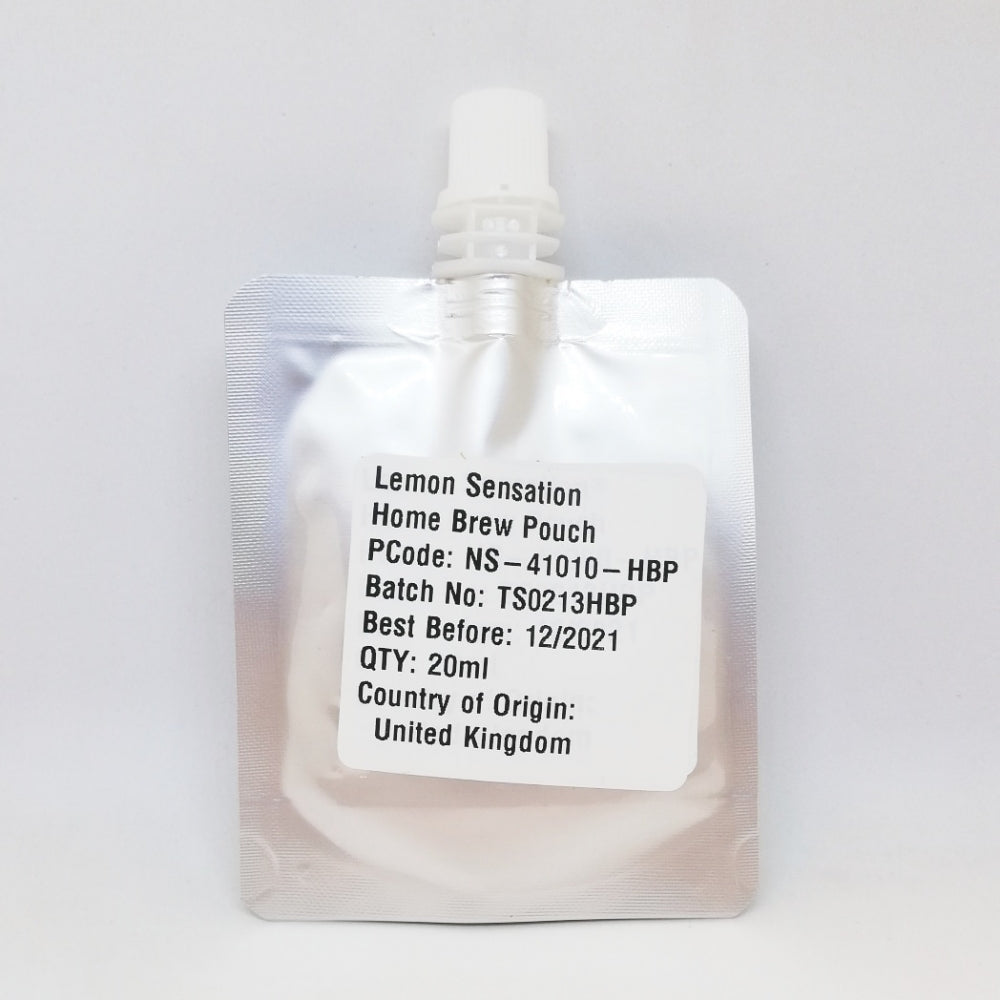 Lemon Sensation
Home Brew Pouch
PCode: NS-41010-HBP
Batch No: TS0213HBP
Best Before: 12/2021
QTY: 20ml
Country of Origin:
United Kingdom